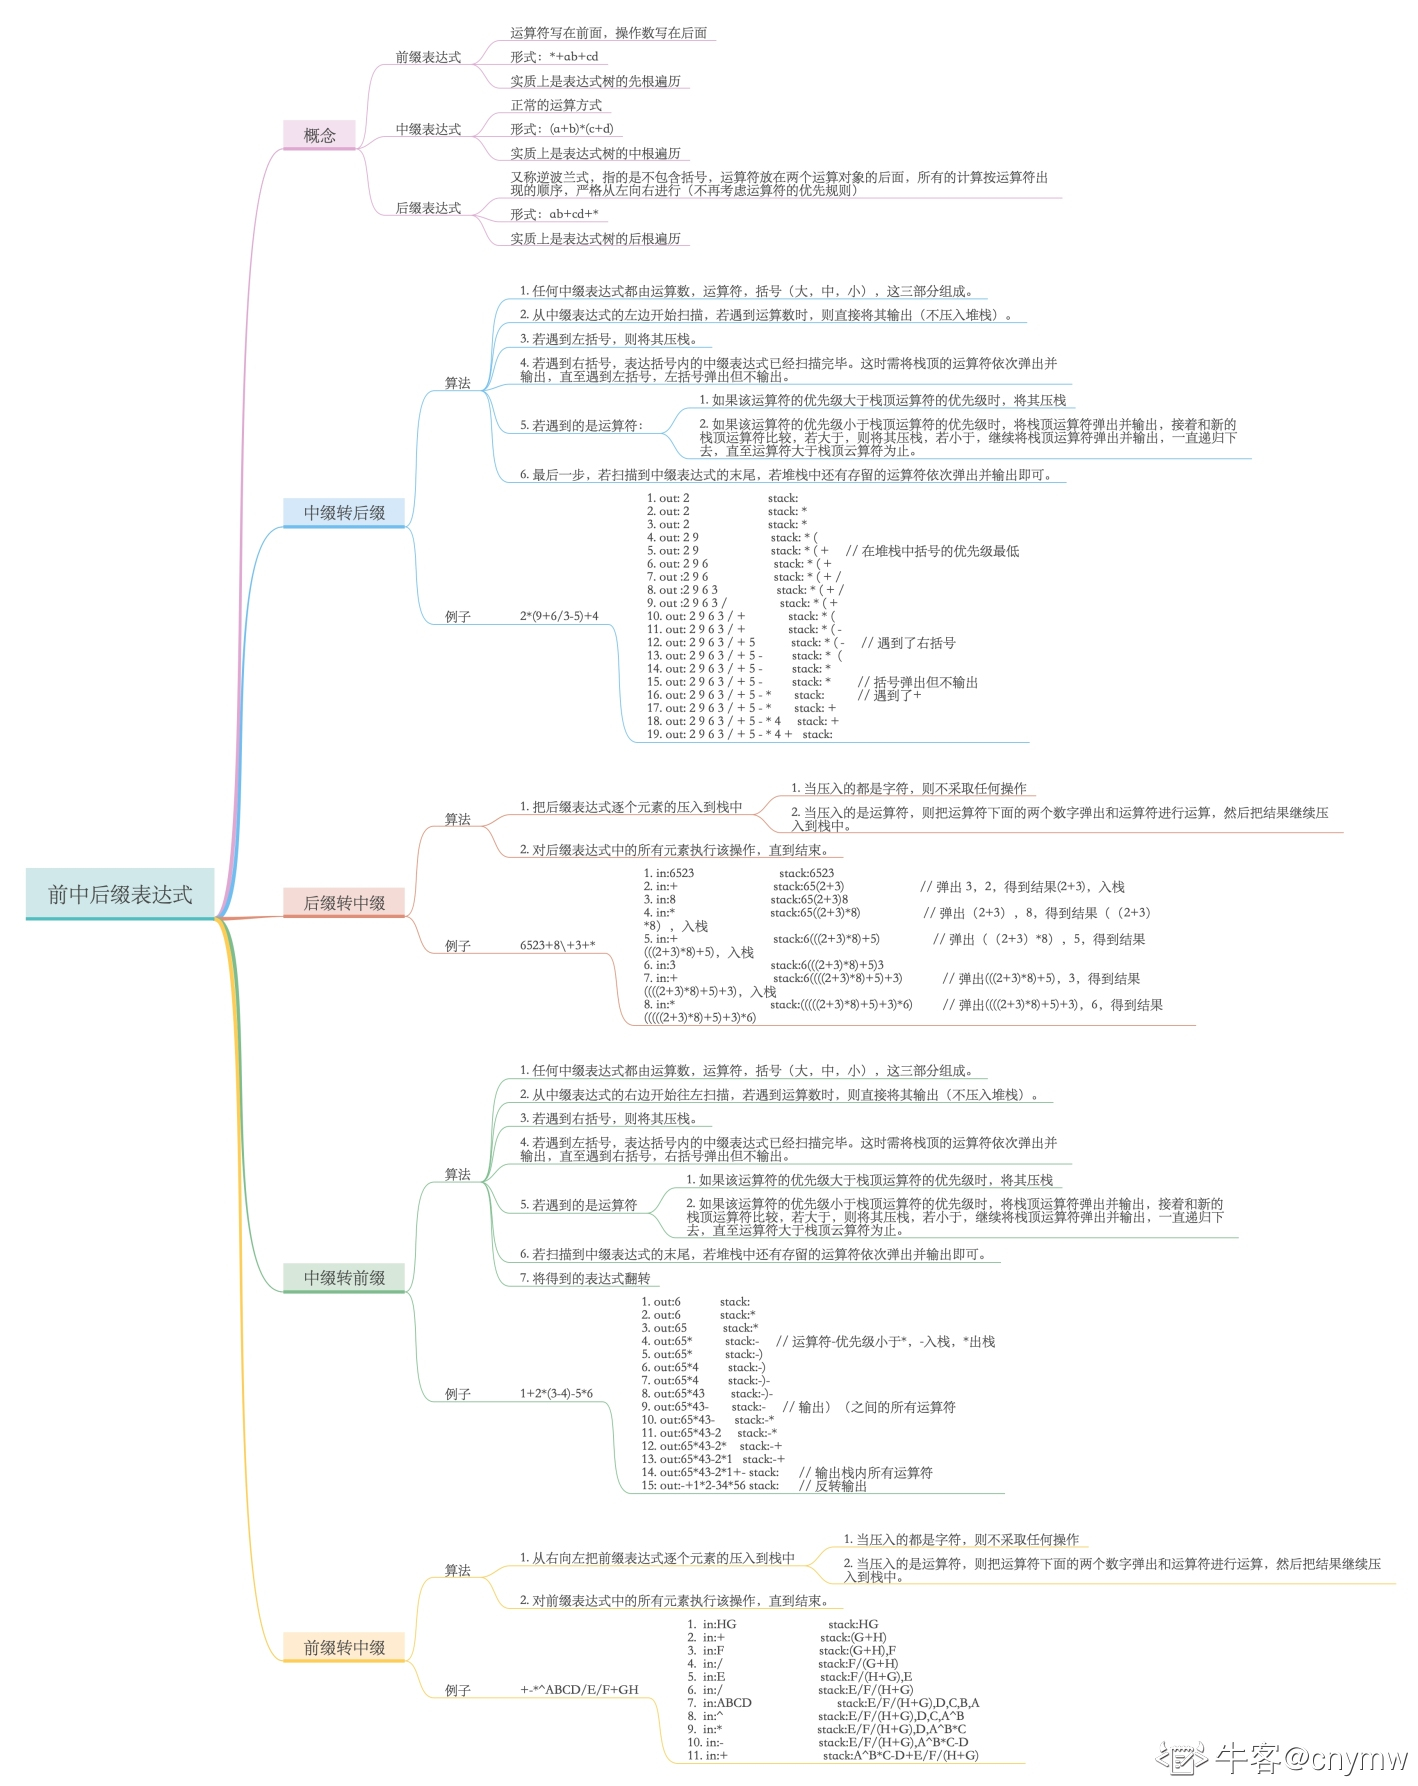 前中后缀表达式
概念
前缀表达式
运算符写在前面，操作数写在后面
形式：*+ab+cd
实质上是表达式树的先根遍历
中缀表达式
正常的运算方式
形式：(a+b)*(c+d)
实质上是表达式树的中根遍历
后缀表达式
又称逆波兰式，指的是不包含括号，运算符放在两个运算对象的后面，所有的计算按运算符出
现的顺序，严格从左向右进行（不再考虑运算符的优先规则）
形式：ab+cd+*
实质上是表达式树的后根遍历
中缀转后缀
算法
1. 任何中缀表达式都由运算数，运算符，括号（大，中，小），这三部分组成。
2. 从中缀表达式的左边开始扫描，若遇到运算数时，则直接将其输出（不压入堆栈）。
3. 若遇到左括号，则将其压栈。
4. 若遇到右括号，表达括号内的中缀表达式已经扫描完毕。这时需将栈顶的运算符依次弹出并
输出，直至遇到左括号，左括号弹出但不输出。
5. 若遇到的是运算符：
1. 如果该运算符的优先级大于栈顶运算符的优先级时，将其压栈
2. 如果该运算符的优先级小于栈顶运算符的优先级时，将栈顶运算符弹出并输出，接着和新的
栈顶运算符比较，若大于，则将其压栈，若小于，继续将栈顶运算符弹出并输出，一直递归下
去，直至运算符大于栈顶云算符为止。
6. 最后一步，若扫描到中缀表达式的末尾，若堆栈中还有存留的运算符依次弹出并输出即可。
例子
2*(9+6/3-5)+4
1. out: 2 stack:
2. out: 2 stack: *
3. out: 2 stack: *
4. out: 2 9 stack: * (
5. out: 2 9 stack: * ( + // 在堆栈中括号的优先级最低
6. out: 2 9 6 stack: * ( +
7. out :2 9 6 stack: * ( + /
8. out :2 9 6 3 stack: * ( + /
9. out :2 9 6 3 / stack: * ( +
10. out: 2 9 6 3 / + stack: * (
11. out: 2 9 6 3 / + stack: * ( -
12. out: 2 9 6 3 / + 5 stack: * ( - // 遇到了右括号
13. out: 2 9 6 3 / + 5 - stack: * (
14. out: 2 9 6 3 / + 5 - stack: *
15. out: 2 9 6 3 / + 5 - stack: * // 括号弹出但不输出
16. out: 2 9 6 3 / + 5 - * stack: // 遇到了+
17. out: 2 9 6 3 / + 5 - * stack: +
18. out: 2 9 6 3 / + 5 - * 4 stack: +
19. out: 2 9 6 3 / + 5 - * 4 + stack:
后缀转中缀
算法
1. 把后缀表达式逐个元素的压入到栈中
1. 当压入的都是字符，则不采取任何操作
2. 当压入的是运算符，则把运算符下面的两个数字弹出和运算符进行运算，然后把结果继续压
入到栈中。
2. 对后缀表达式中的所有元素执行该操作，直到结束。
例子
6523+8\+3+*
1. in:6523 stack:6523
2. in:+ stack:65(2+3) // 弹出 3，2，得到结果(2+3)，入栈
3. in:8 stack:65(2+3)8
4. in:* stack:65((2+3)*8) // 弹出（2+3），8，得到结果（（2+3）
*8），入栈
5. in:+ stack:6(((2+3)*8)+5) // 弹出（（2+3）*8），5，得到结果
(((2+3)*8)+5)，入栈
6. in:3 stack:6(((2+3)*8)+5)3
7. in:+ stack:6((((2+3)*8)+5)+3) // 弹出(((2+3)*8)+5)，3，得到结果
((((2+3)*8)+5)+3)，入栈
8. in:* stack:(((((2+3)*8)+5)+3)*6) // 弹出((((2+3)*8)+5)+3)，6，得到结果
(((((2+3)*8)+5)+3)*6)
中缀转前缀
算法
1. 任何中缀表达式都由运算数，运算符，括号（大，中，小），这三部分组成。
2. 从中缀表达式的右边开始往左扫描，若遇到运算数时，则直接将其输出（不压入堆栈）。
3. 若遇到右括号，则将其压栈。
4. 若遇到左括号，表达括号内的中缀表达式已经扫描完毕。这时需将栈顶的运算符依次弹出并
输出，直至遇到右括号，右括号弹出但不输出。
5. 若遇到的是运算符
1. 如果该运算符的优先级大于栈顶运算符的优先级时，将其压栈
2. 如果该运算符的优先级小于栈顶运算符的优先级时，将栈顶运算符弹出并输出，接着和新的
栈顶运算符比较，若大于，则将其压栈，若小于，继续将栈顶运算符弹出并输出，一直递归下
去，直至运算符大于栈顶云算符为止。
6. 若扫描到中缀表达式的末尾，若堆栈中还有存留的运算符依次弹出并输出即可。
7. 将得到的表达式翻转
例子
1+2*(3-4)-5*6
1. out:6 stack:
2. out:6 stack:*
3. out:65 stack:*
4. out:65* stack:- // 运算符-优先级小于*，-入栈，*出栈
5. out:65* stack:-)
6. out:65*4 stack:-)
7. out:65*4 stack:-)-
8. out:65*43 stack:-)-
9. out:65*43- stack:- // 输出）（之间的所有运算符
10. out:65*43- stack:-*
11. out:65*43-2 stack:-*
12. out:65*43-2* stack:-+
13. out:65*43-2*1 stack:-+
14. out:65*43-2*1+- stack: // 输出栈内所有运算符
15: out:-+1*2-34*56 stack: // 反转输出
前缀转中缀
算法
1. 从右向左把前缀表达式逐个元素的压入到栈中
1. 当压入的都是字符，则不采取任何操作
2. 当压入的是运算符，则把运算符下面的两个数字弹出和运算符进行运算，然后把结果继续压
入到栈中。
2. 对前缀表达式中的所有元素执行该操作，直到结束。
例子
+-*^ABCD/E/F+GH
1. in:HG stack:HG
2. in:+ stack:(G+H)
3. in:F stack:(G+H),F
4. in:/ stack:F/(G+H)
5. in:E stack:F/(H+G),E
6. in:/ stack:E/F/(H+G)
7. in:ABCD stack:E/F/(H+G),D,C,B,A
8. in:^ stack:E/F/(H+G),D,C,A^B
9. in:* stack:E/F/(H+G),D,A^B*C
10. in:- stack:E/F/(H+G),A^B*C-D
11. in:+ stack:A^B*C-D+E/F/(H+G)
牛客@cnymw